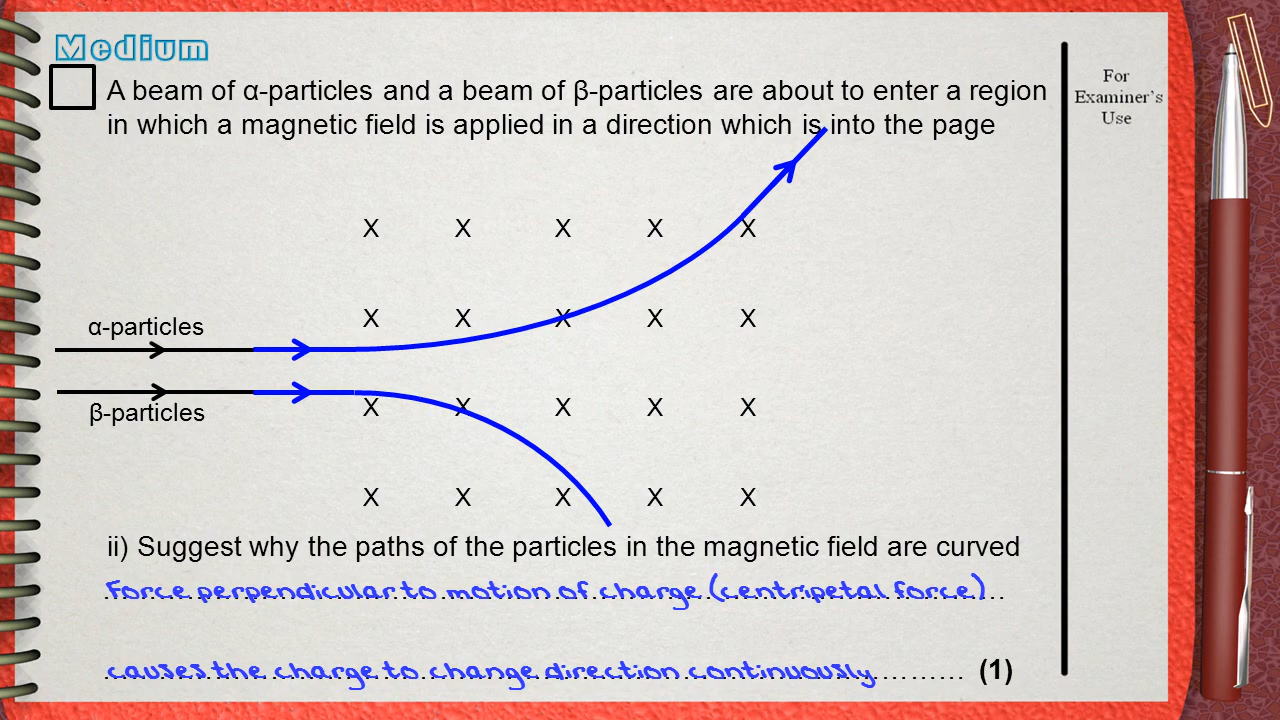 Medium
A beam of α-particles and a beam of β-particles are about to enter a region
in which a magnetic field is applied in a direction which is into the page
For
Examiner's
Use
X X X X X
α-particles
X X X X X
β-particles
X X X X X
X X X X X
ii) Suggest why the paths of the particles in the magnetic field are curved
Force perpendicular to motion of charge (centripetal force)
causes the charge to change direction continuously (1)